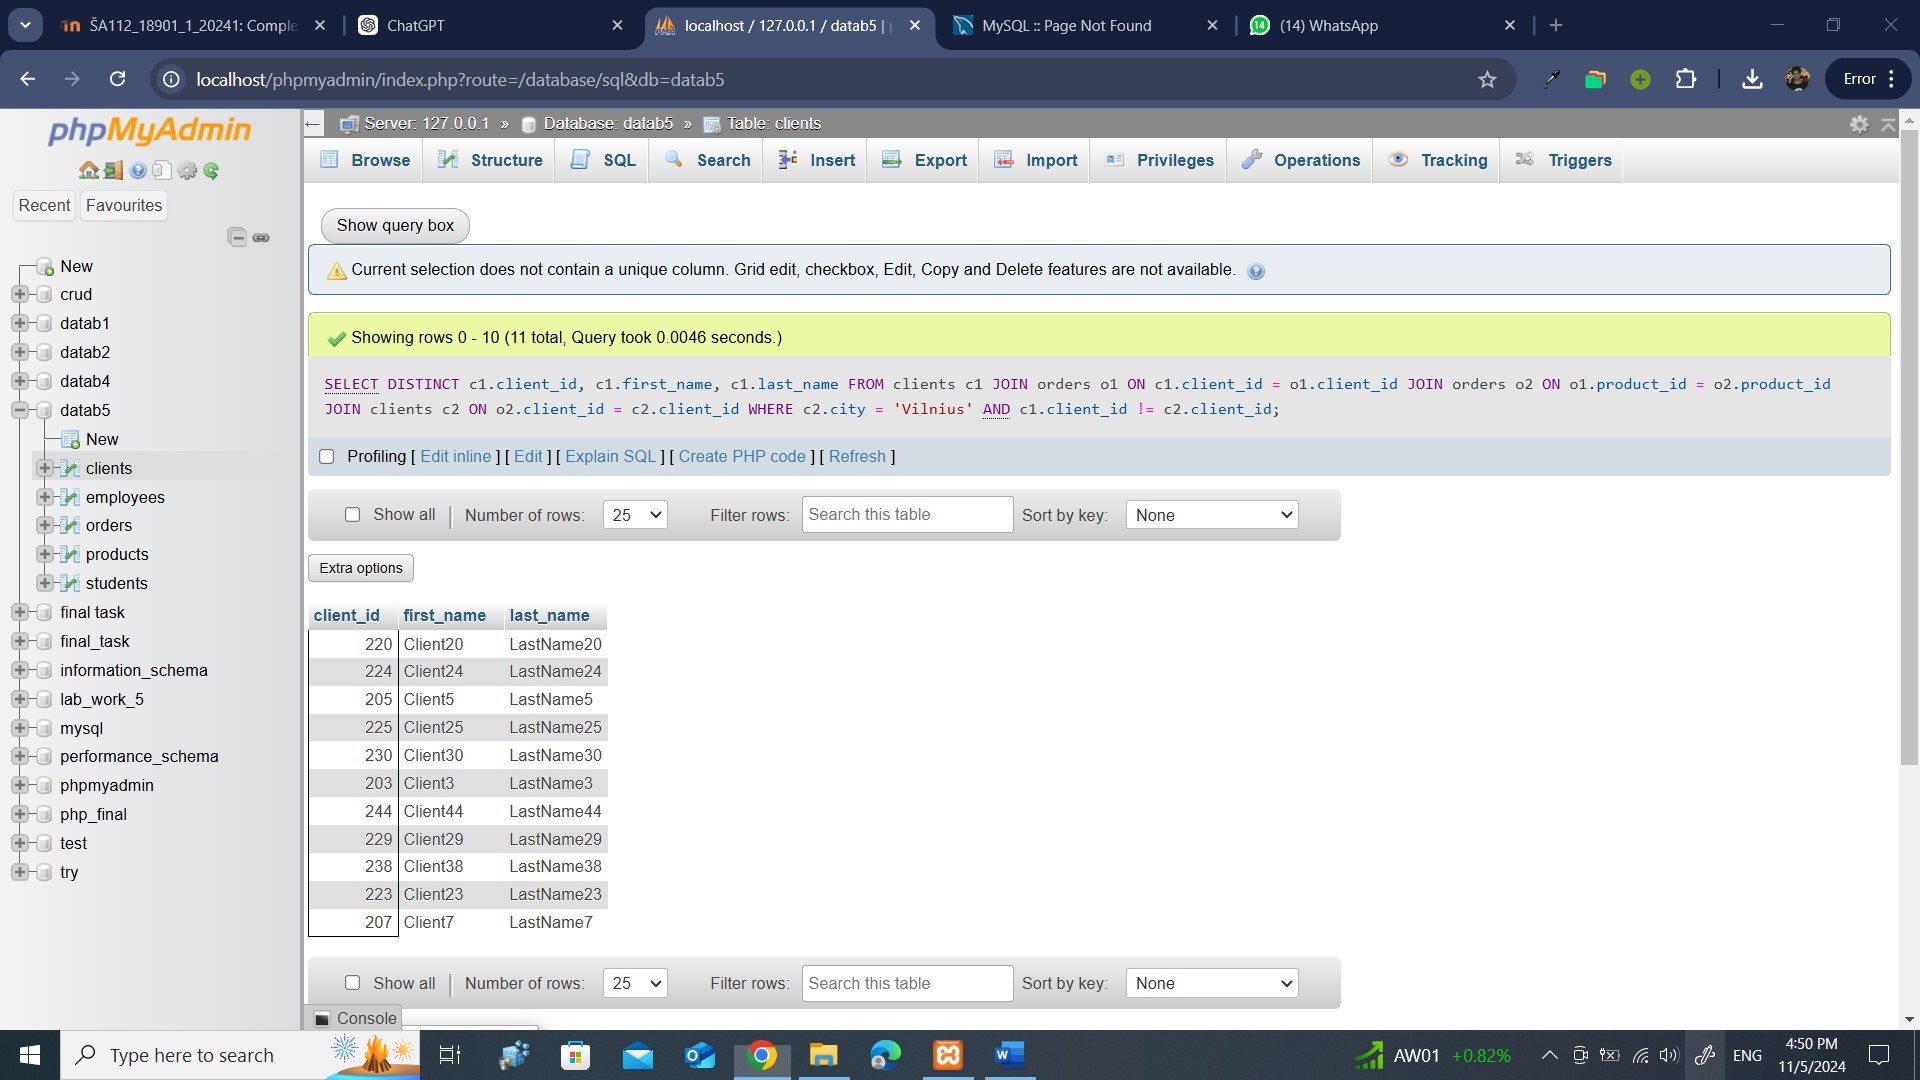 ŠA112_18901_1_20241: Comple
ChatGPT
localhost / 127.0.0.1 / datab5 |
MySQL :: Page Not Found
14
(14) WhatsApp
localhost/phpmyadmin/index.php?route=/database/sql&db=datab5
Error
phpMyAdmin
Recent
Favourites
New
crud
datab1
datab2
datab4
datab5
New
clients
employees
orders
products
students
final task
final_task
information_schema
lab_work_5
mysql
performance_schema
phpmyadmin
php_final
test
try
Server: 127.0.0.1 » Database: datab5 » Table: clients
Browse
Structure
SQL
Search
Insert
Export
Import
Privileges
Operations
Tracking
Triggers
Show query box
Current selection does not contain a unique column. Grid edit, checkbox, Edit, Copy and Delete features are not available.
Showing rows 0 - 10 (11 total, Query took 0.0046 seconds.)
SELECT DISTINCT c1.client_id, c1.first_name, c1.last_name FROM clients c1 JOIN orders o1 ON c1.client_id = o1.client_id JOIN orders o2 ON o1.product_id = o2.product_id
JOIN clients c2 ON o2.client_id = c2.client_id WHERE c2.city = 'Vilnius' AND c1.client_id != c2.client_id;
Profiling [ Edit inline ] [ Edit ] [ Explain SQL ] [ Create PHP code ] [ Refresh ]
Show all | Number of rows: 25 Filter rows: Search this table Sort by key: None
Extra options
client_id first_name last_name
220 Client20 LastName20
224 Client24 LastName24
205 Client5 LastName5
225 Client25 LastName25
230 Client30 LastName30
203 Client3 LastName3
244 Client44 LastName44
229 Client29 LastName29
238 Client38 LastName38
223 Client23 LastName23
207 Client7 LastName7
Show all | Number of rows: 25 Filter rows: Search this table Sort by key: None
Console
Type here to search
AW01 +0.82%
ENG
4:50 PM
11/5/2024